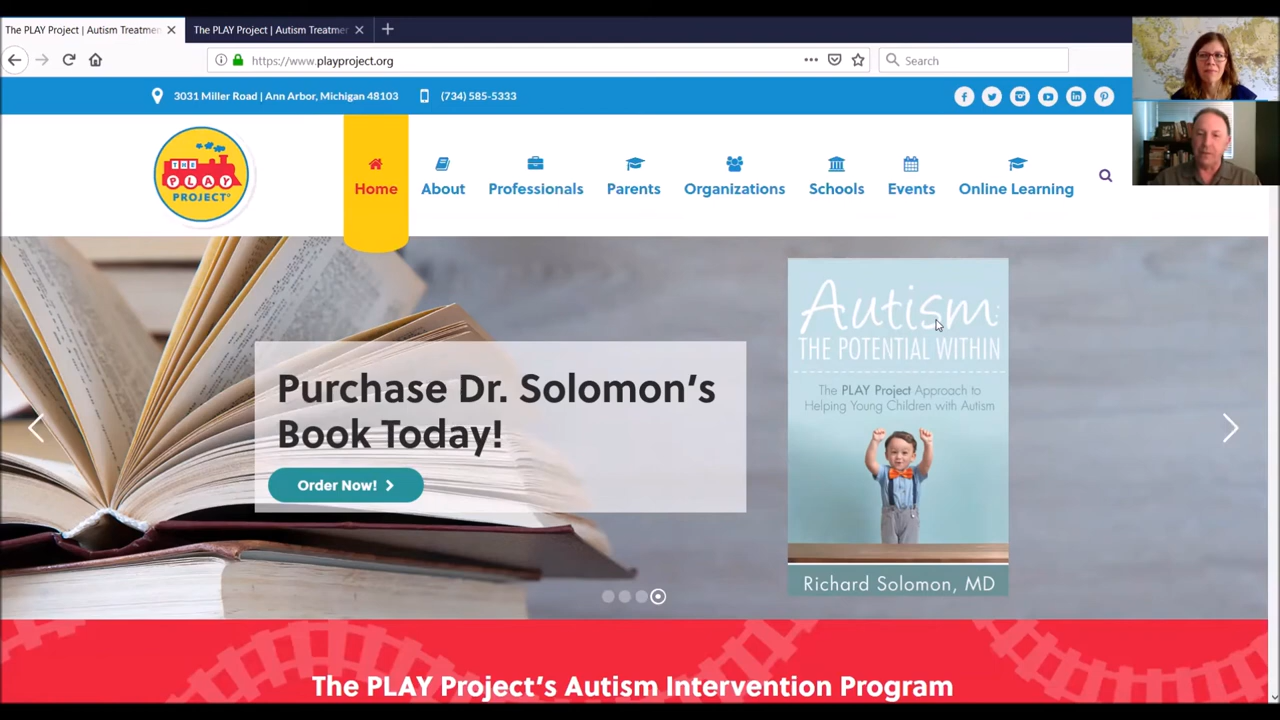 The PLAY Project | Autism Treatmen
The PLAY Project | Autism Treatmer
https://www.playproject.org
Search
3031 Miller Road | Ann Arbor, Michigan 48103
(734) 585-5333
THE
PLAY
PROJECT
Home
About
Professionals
Parents
Organizations
Schools
Events
Online Learning
Purchase Dr. Solomon's
Book Today!
Order Now!
Autism:
THE POTENTIAL WITHIN
The PLAY Project Approach to
Helping Young Children with Autism
Richard Solomon, MD
The PLAY Project's Autism Intervention Program